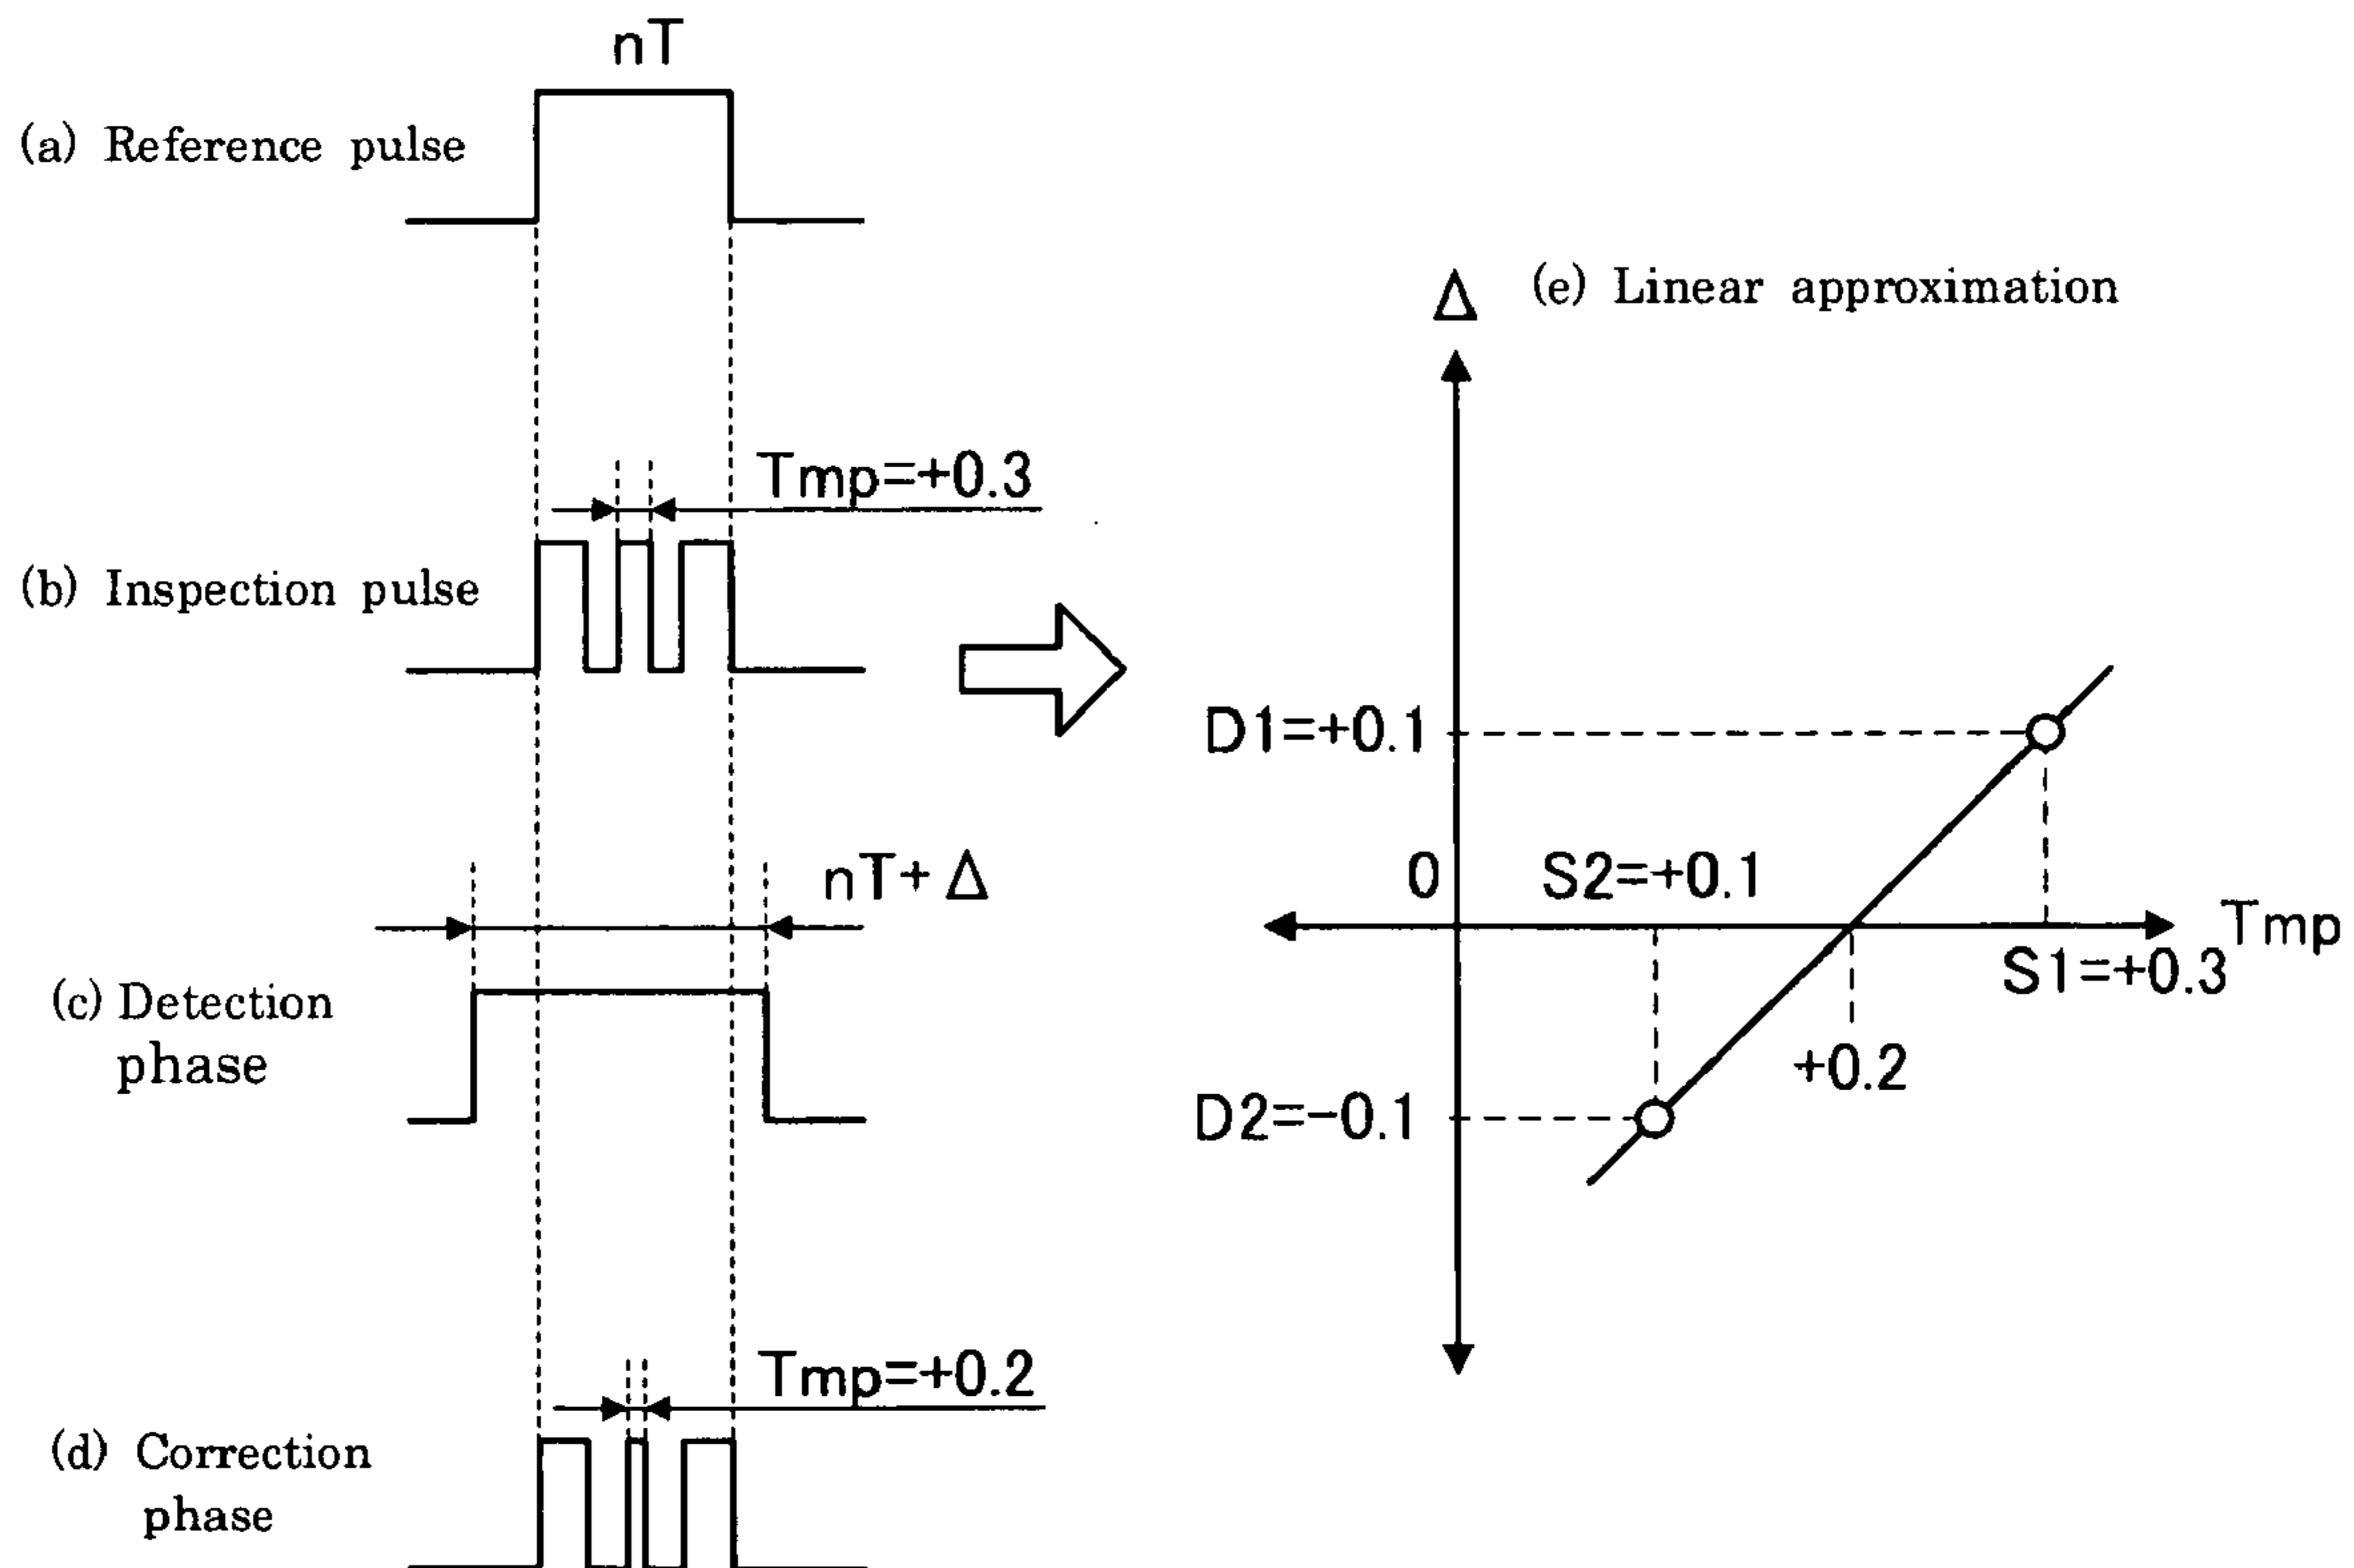 nT
(a) Reference pulse
Tmp=+0.3
(b) Inspection pulse
nT+ Δ
(c) Detection
phase
Tmp=+0.2
(d) Correction
phase
Δ
(e) Linear approximation
D1=+0.1
0
S2=+0.1
Tmp
S1=+0.3
+0.2
D2=-0.1